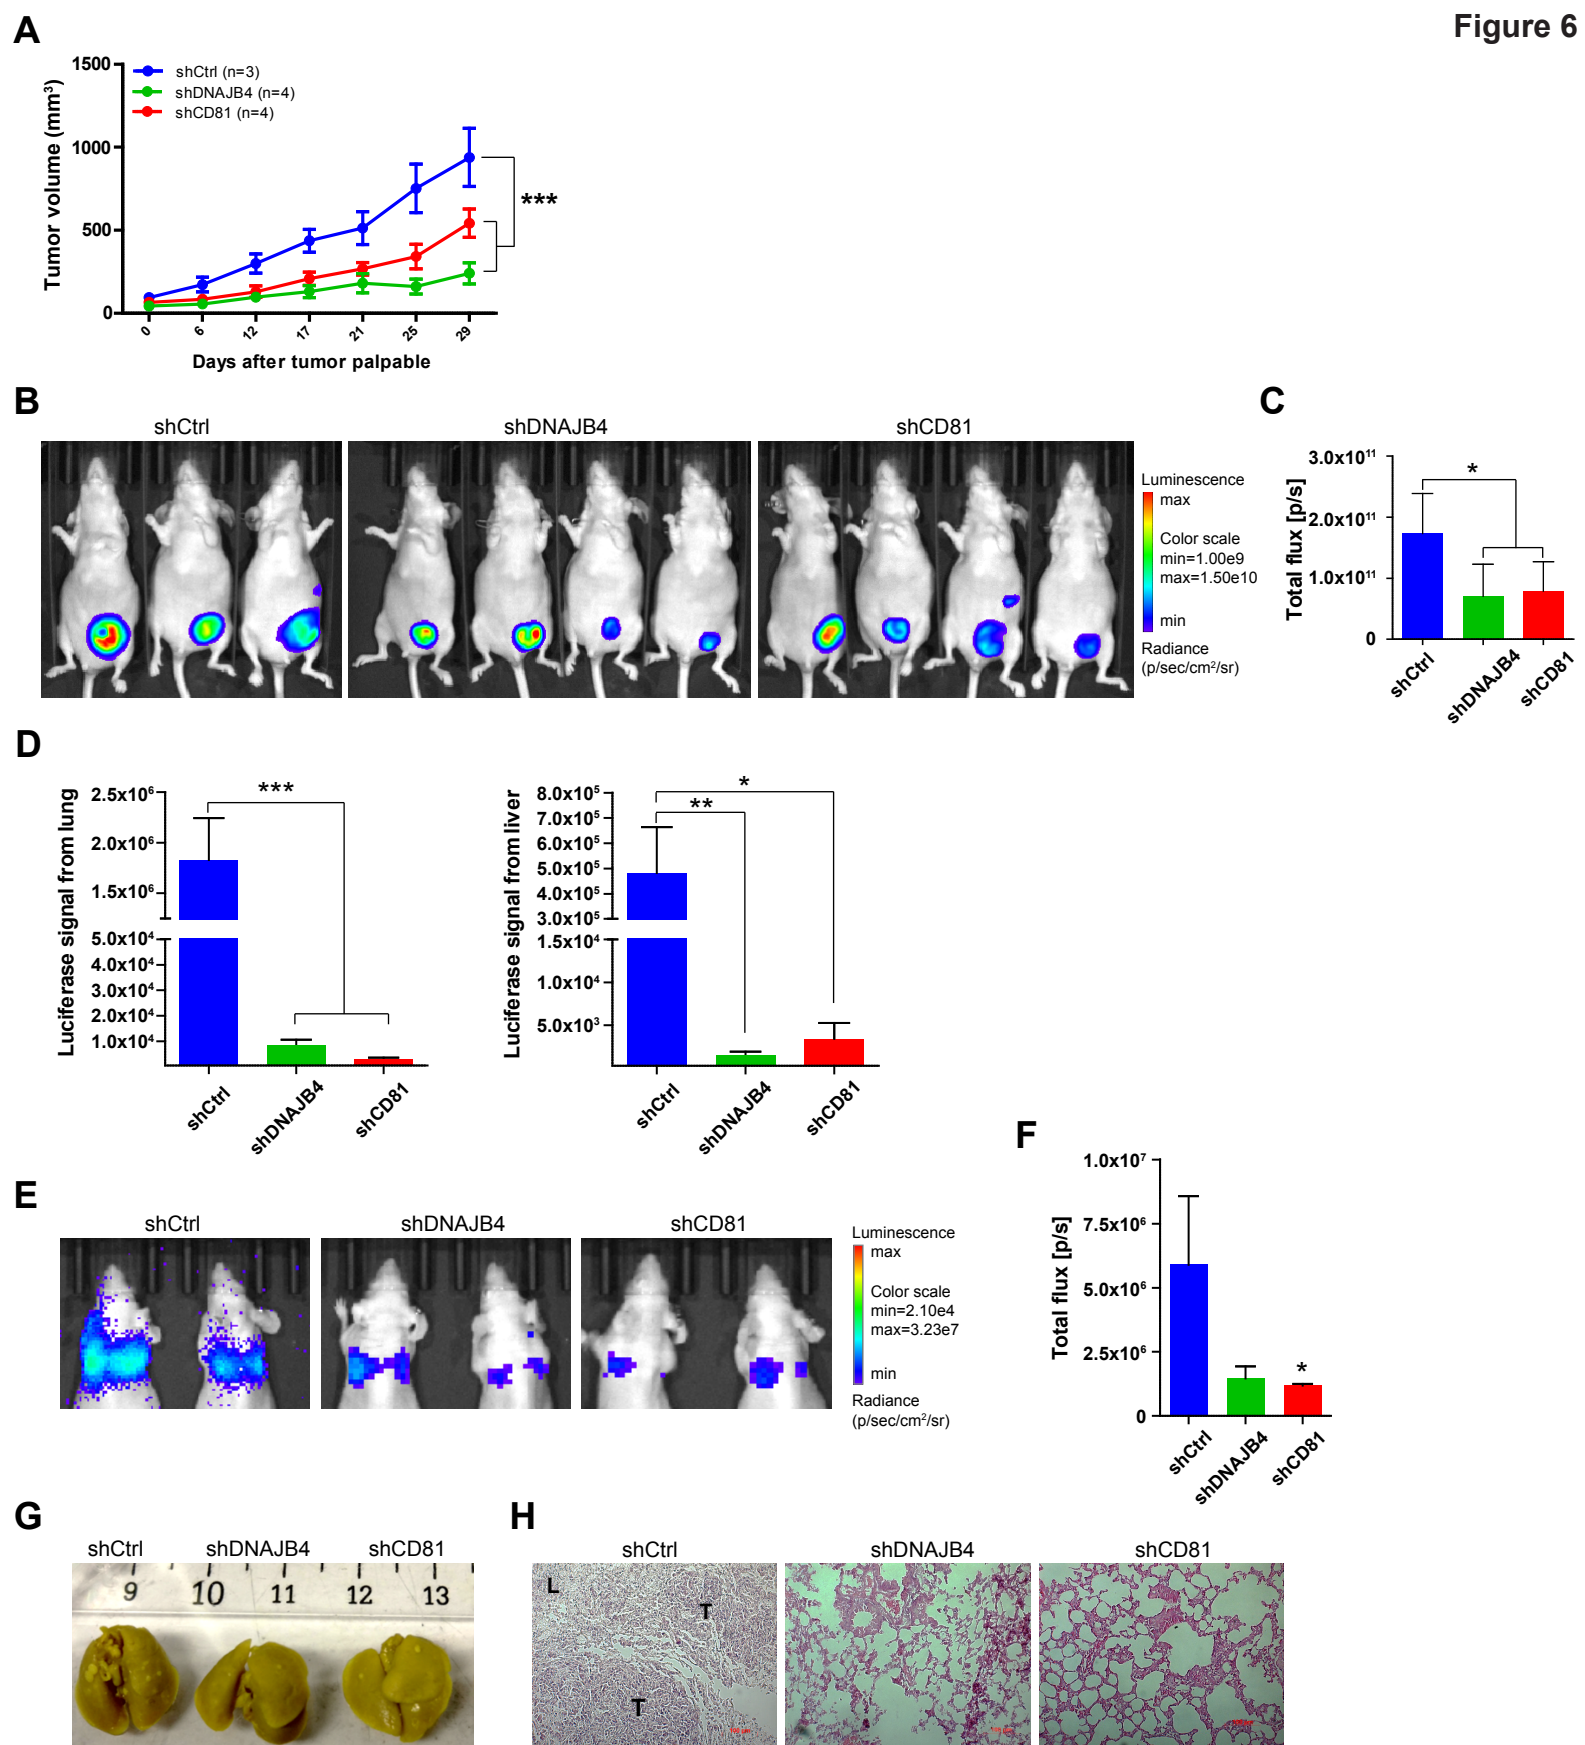 Figure 6
A
1500
1000
500
0
Tumor volume (mm³)
shCtrl (n=3)
shDNAJB4 (n=4)
shCD81 (n=4)
***
0 6 12 17 21 25 29
Days after tumor palpable
B
shCtrl shDNAJB4 shCD81
Luminescence
max
Color scale
min=1.00e9
max=1.50e10
min
Radiance
(p/sec/cm²/sr)
C
Total flux [p/s]
3.0x10¹¹
2.0x10¹¹
1.0x10¹¹
0
*
shCtrl shDNAJB4 shCD81
D
Luciferase signal from lung
2.5x10⁶
2.0x10⁶
1.5x10⁶
5.0x10⁴
4.0x10⁴
3.0x10⁴
2.0x10⁴
1.0x10⁴
***
shCtrl shDNAJB4 shCD81
Luciferase signal from liver
8.0x10⁵
7.0x10⁵
6.0x10⁵
5.0x10⁵
4.0x10⁵
3.0x10⁵
1.5x10⁴
1.0x10⁴
5.0x10³
*
**
shCtrl shDNAJB4 shCD81
E
shCtrl shDNAJB4 shCD81
Luminescence
max
Color scale
min=2.10e4
max=3.23e7
min
Radiance
(p/sec/cm²/sr)
F
Total flux [p/s]
1.0x10⁷
7.5x10⁶
5.0x10⁶
2.5x10⁶
0
*
shCtrl shDNAJB4 shCD81
G
shCtrl shDNAJB4 shCD81
9 10 11 12 13
H
shCtrl shDNAJB4 shCD81
L
T
T